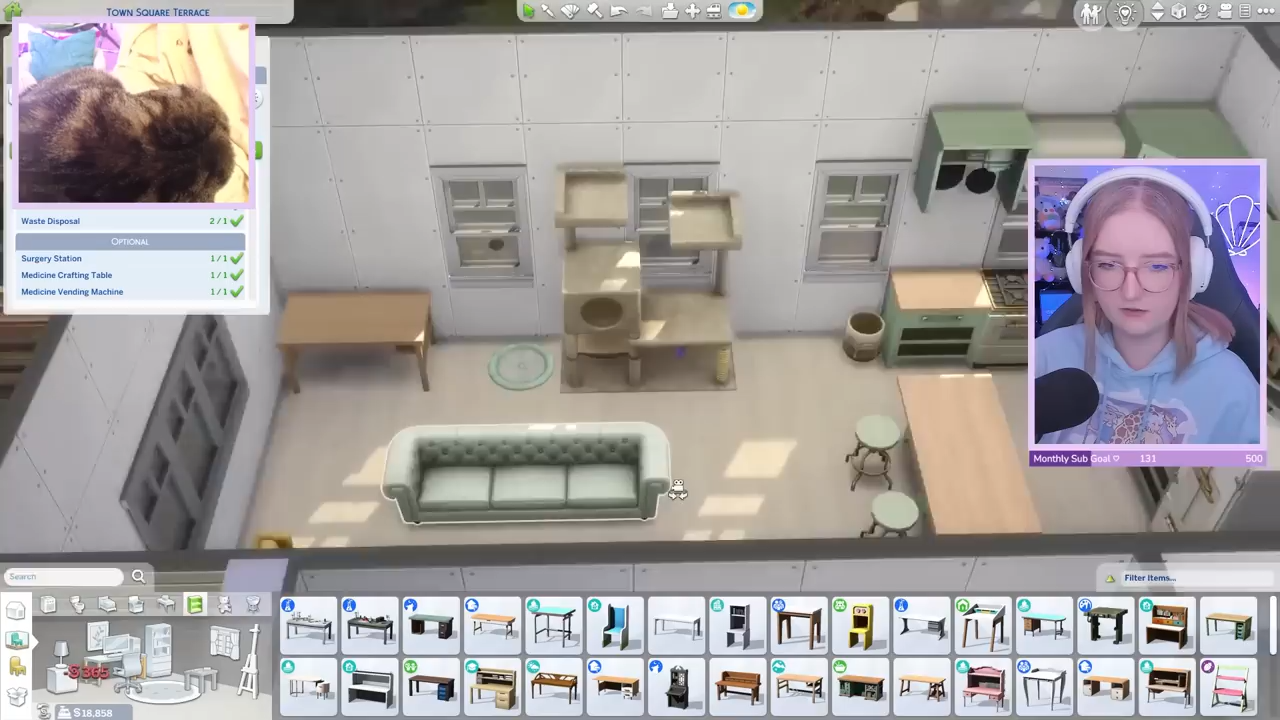 TOWN SQUARE TERRACE
Waste Disposal 2 / 1
OPTIONAL
Surgery Station 1 / 1
Medicine Crafting Table 1 / 1
Medicine Vending Machine 1 / 1
Monthly Sub Goal ♡ 131 500
Search
Filter Items...
-$365
$18,858